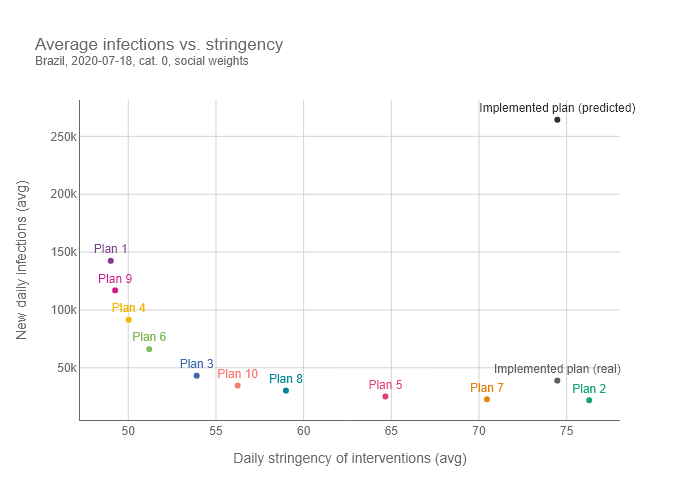 Average infections vs. stringency
Brazil, 2020-07-18, cat. 0, social weights
Implemented plan (predicted)
250k
200k
150k
100k
50k
New daily infections (avg)
Plan 1
Plan 9
Plan 4
Plan 6
Plan 3
Plan 10
Plan 8
Plan 5
Implemented plan (real)
Plan 7
Plan 2
50
55
60
65
70
75
Daily stringency of interventions (avg)